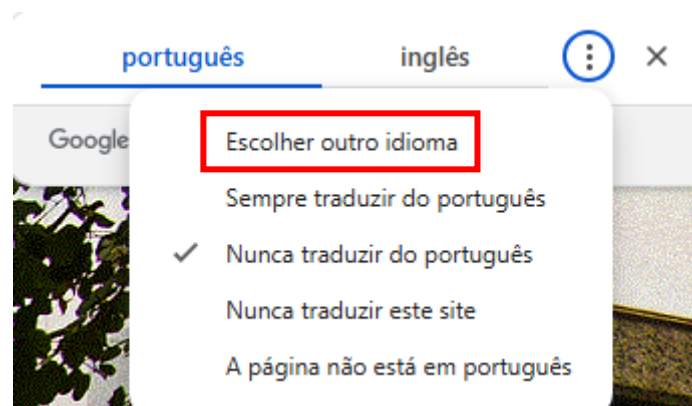 português inglês
Google
Escolher outro idioma
Sempre traduzir do português
Nunca traduzir do português
Nunca traduzir este site
A página não está em português